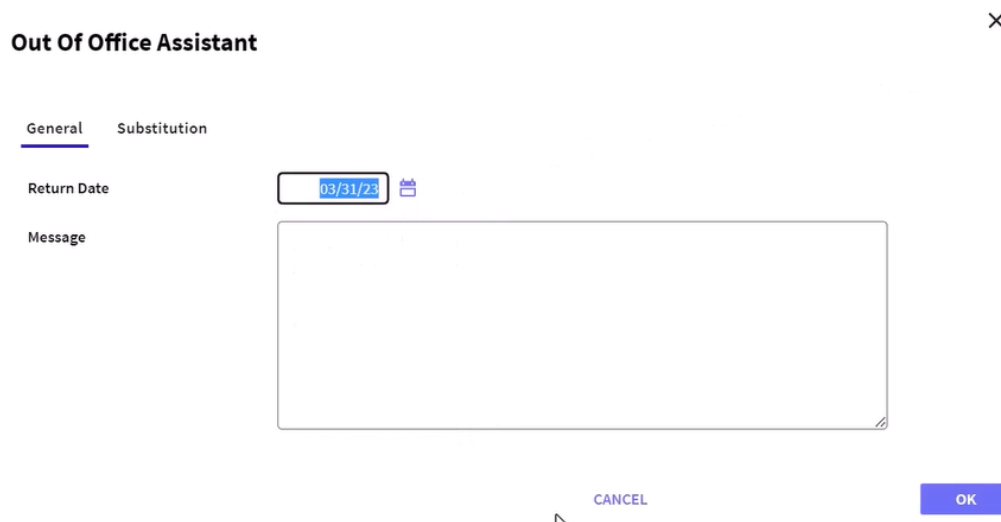 Out Of Office Assistant
General Substitution
Return Date 03/31/23
Message
CANCEL OK